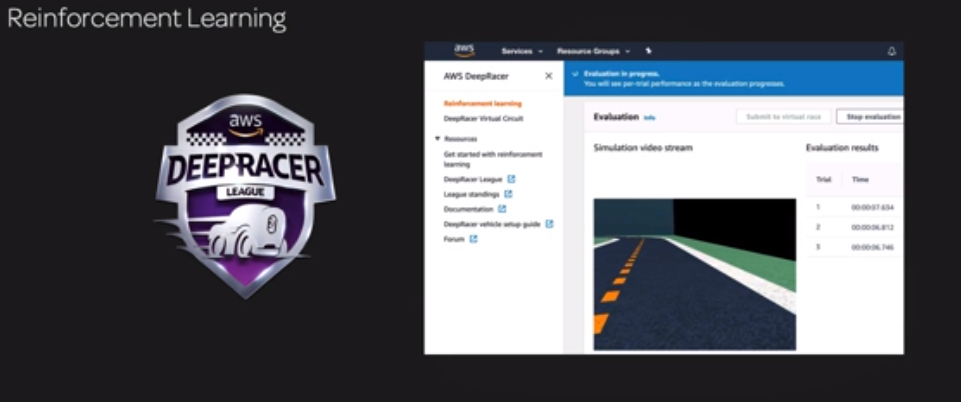 Reinforcement Learning
aws
DEEPRACER
LEAGUE
aws
Services
Resource Groups
AWS DeepRacer
Reinforcement learning
DeepRacer Virtual Circuit
Resources
Get started with reinforcement
learning
DeepRacer League
League standings
Documentation
DeepRacer vehicle setup guide
Forum
Evaluation in progress.
You will see per-trial performance as the evaluation progresses.
Evaluation Info
Submit to virtual race
Stop evaluation
Simulation video stream
Evaluation results
Trial Time
1 00:00:07.634
2 00:00:06.812
3 00:00:06.746